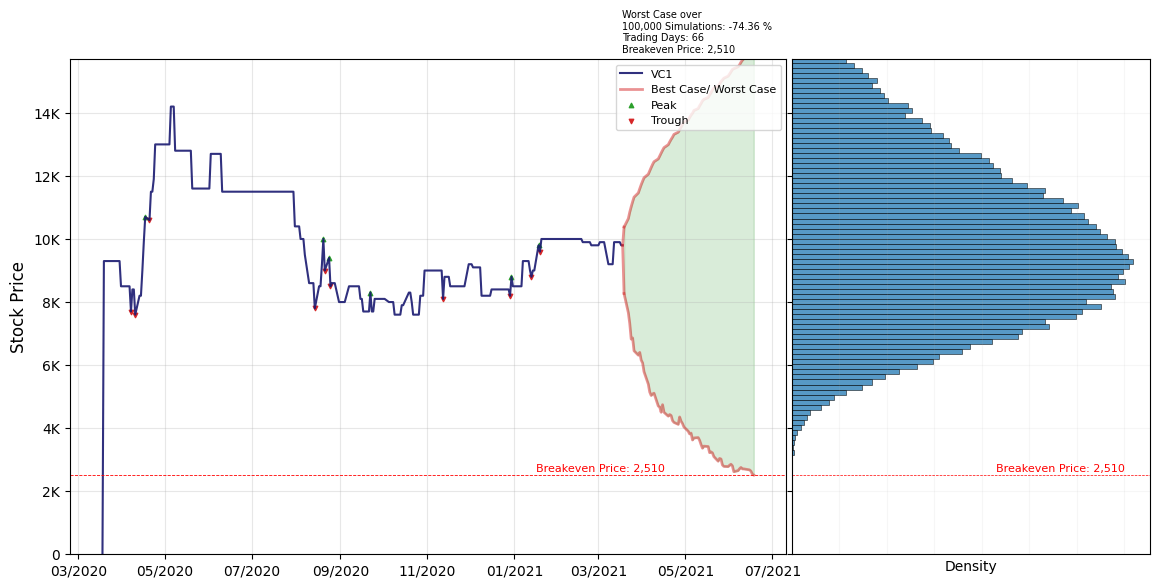 Worst Case over
100,000 Simulations: -74.36 %
Trading Days: 66
Breakeven Price: 2,510
VC1
Best Case/ Worst Case
Peak
Trough
Stock Price
14K
12K
10K
8K
6K
4K
2K
0
Breakeven Price: 2,510
Breakeven Price: 2,510
03/2020
05/2020
07/2020
09/2020
11/2020
01/2021
03/2021
05/2021
07/2021
Density